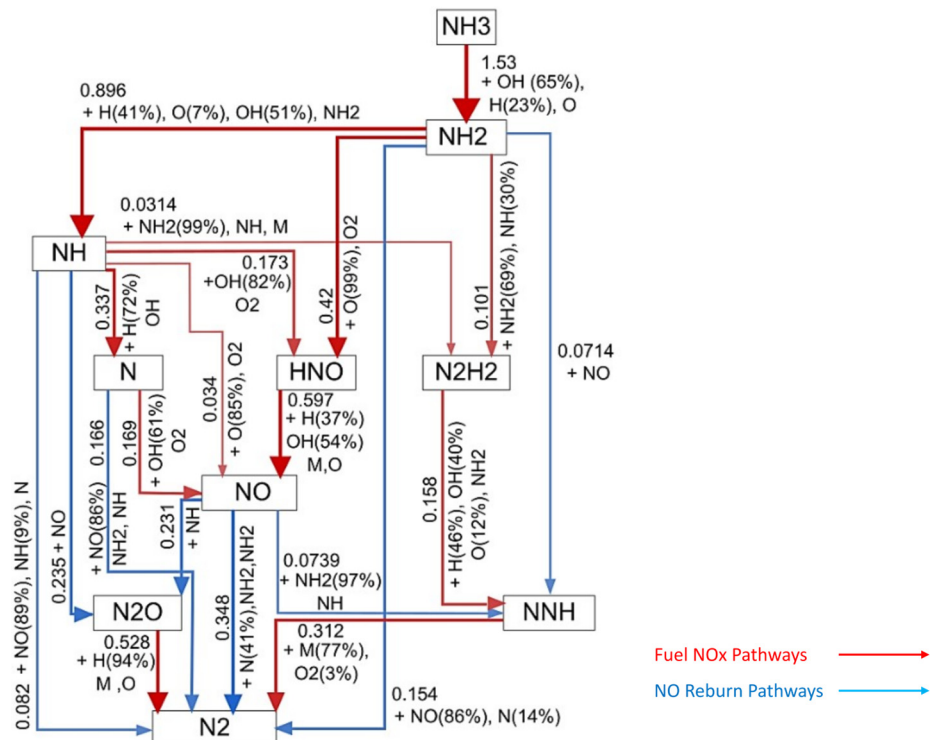 NH3
1.53
+ OH (65%),
H(23%), O
0.896
+ H(41%), O(7%), OH(51%), NH2
NH2
0.0314
+ NH2(99%), NH, M
NH
0.173
+OH(82%)
O2
0.42
+ O(99%), O2
0.101
+ NH2(69%), NH(30%)
0.337
+ H(72%)
OH
0.034
+ O(85%), O2
0.0714
+ NO
N
HNO
N2H2
0.597
+ H(37%)
OH(54%)
M,O
0.166
+ NO(86%)
NH2, NH
0.169
+ OH(61%)
O2
NO
0.158
+ H(46%), OH(40%)
O(12%), NH2
0.082 + NO(89%), NH(9%), N
0.235 + NO
0.231
+ NH
0.348
+ N(41%),NH2,NH2
0.0739
+ NH2(97%)
NH
N2O
NNH
0.528
+ H(94%)
M ,O
0.312
+ M(77%),
O2(3%)
0.154
+ NO(86%), N(14%)
N2
Fuel NOx Pathways
NO Reburn Pathways